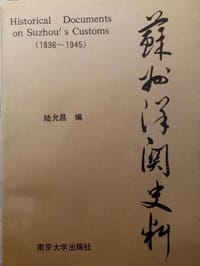 Historical Documents
on Suzhou's Customs
(1896～1945)
蘇州洋関史料
陆允昌 编
南京大学出版社